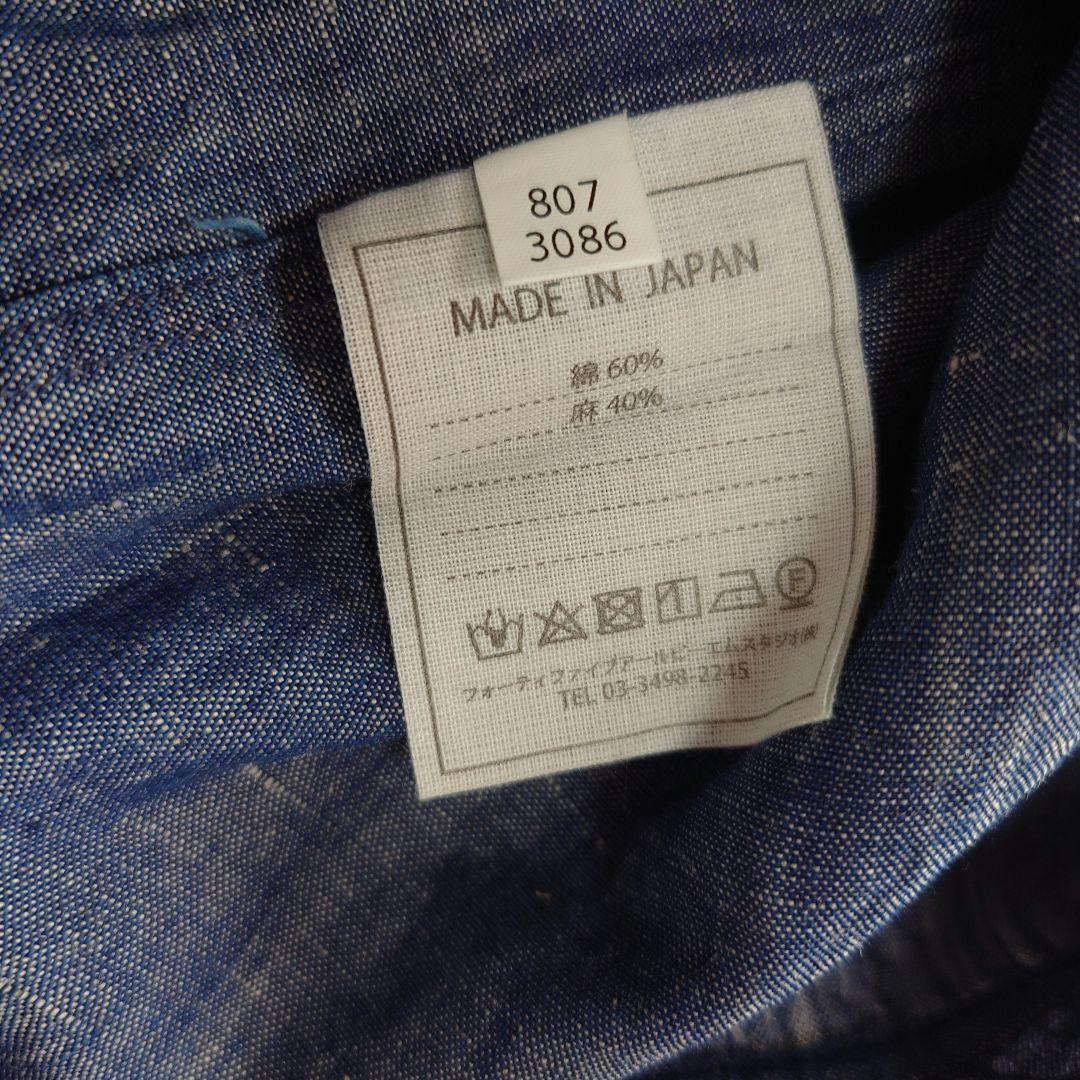 807
3086
MADE IN JAPAN
綿 60%
麻 40%
F
フォーティファイブアールピーエムスタジオ㈱
TEL 03-3498-2245